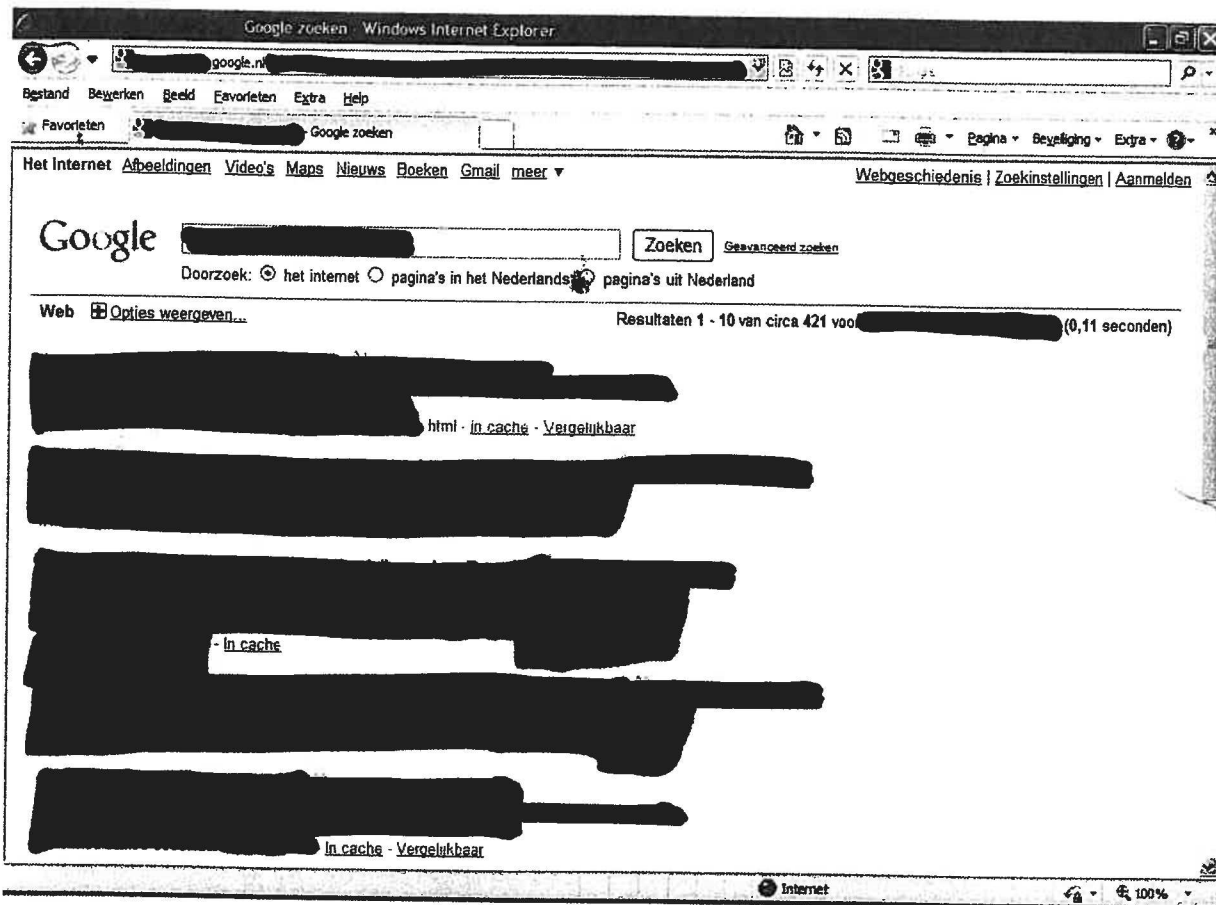 Google zoeken - Windows Internet Explorer
google.nl
Bestand Bewerken Beeld Favorieten Extra Help
Favorieten Google zoeken Pagina Beveiliging Extra
Het Internet Afbeeldingen Video's Maps Nieuws Boeken Gmail meer ▼
Webgeschiedenis | Zoekinstellingen | Aanmelden
Google Zoeken Geavanceerd zoeken
Doorzoek: het internet pagina's in het Nederlands pagina's uit Nederland
Web Opties weergeven...
Resultaten 1 - 10 van circa 421 voor (0,11 seconden)
html - In cache - Vergelijkbaar
- In cache
In cache - Vergelijkbaar
Internet 100%